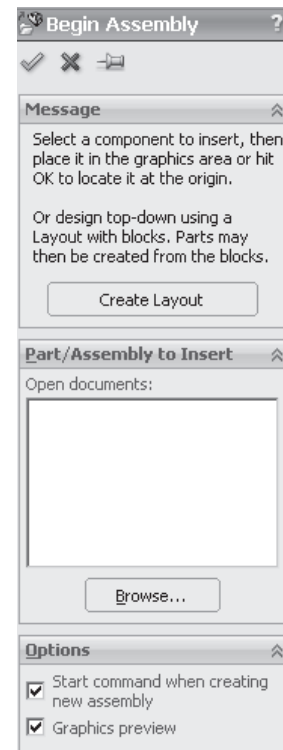 Begin Assembly ?
Message
Select a component to insert, then
place it in the graphics area or hit
OK to locate it at the origin.
Or design top-down using a
Layout with blocks. Parts may
then be created from the blocks.
Create Layout
Part/Assembly to Insert
Open documents:
Browse...
Options
Start command when creating
new assembly
Graphics preview